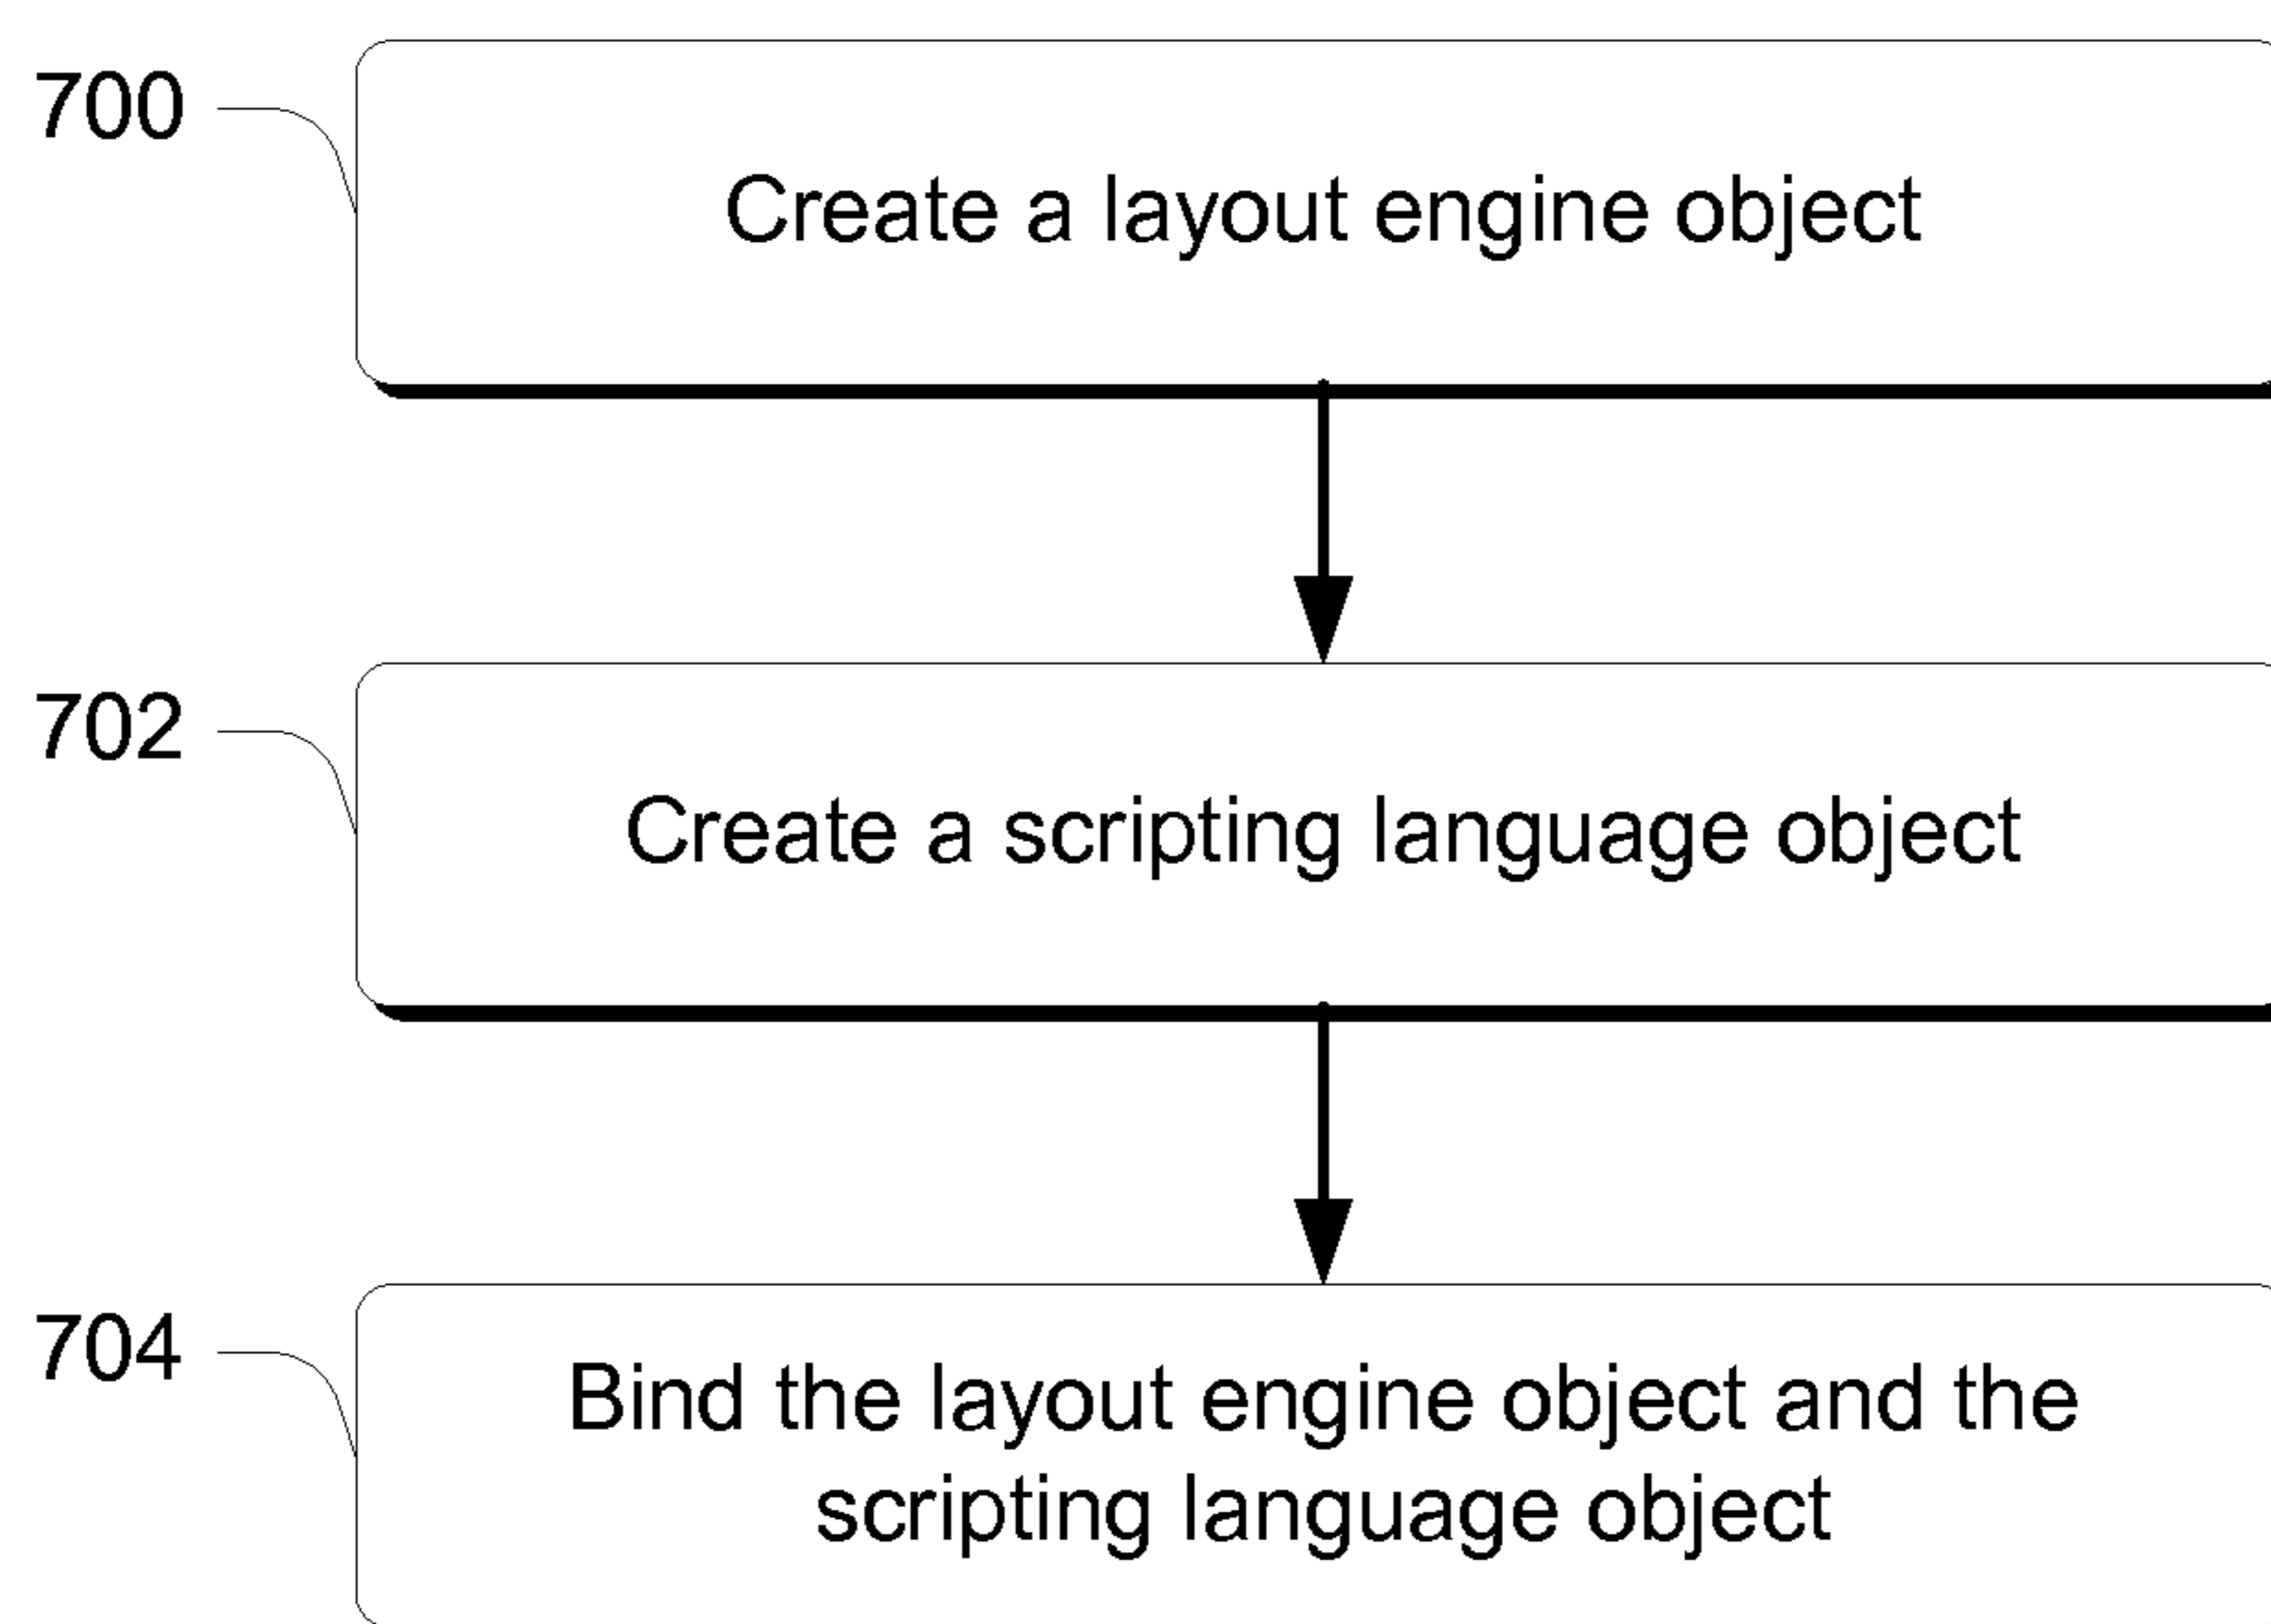 700
Create a layout engine object
702
Create a scripting language object
704
Bind the layout engine object and the
scripting language object